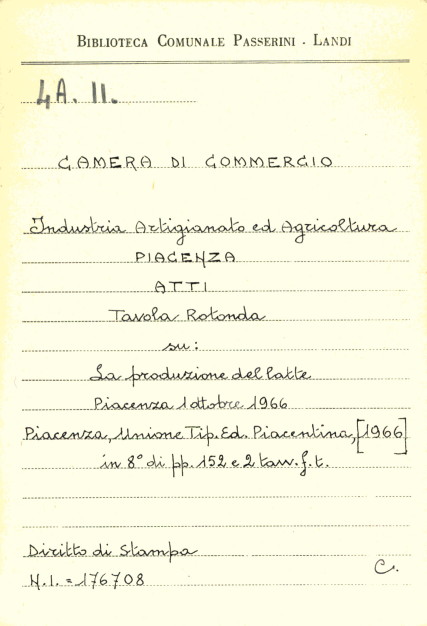 BIBLIOTECA COMUNALE PASSERINI - LANDI
4A. II.
CAMERA DI COMMERCIO
Industria Artigianato ed Agricoltura
PIACENZA
ATTI
Tavola Rotonda
su:
La produzione del latte
Piacenza 1 ottobre 1966
Piacenza, Unione Tip. Ed. Piacentina, [1966]
in 8° di pp. 152 e 2 tav. f. t.
Diritto di Stampa
N.I. = 176708
C.